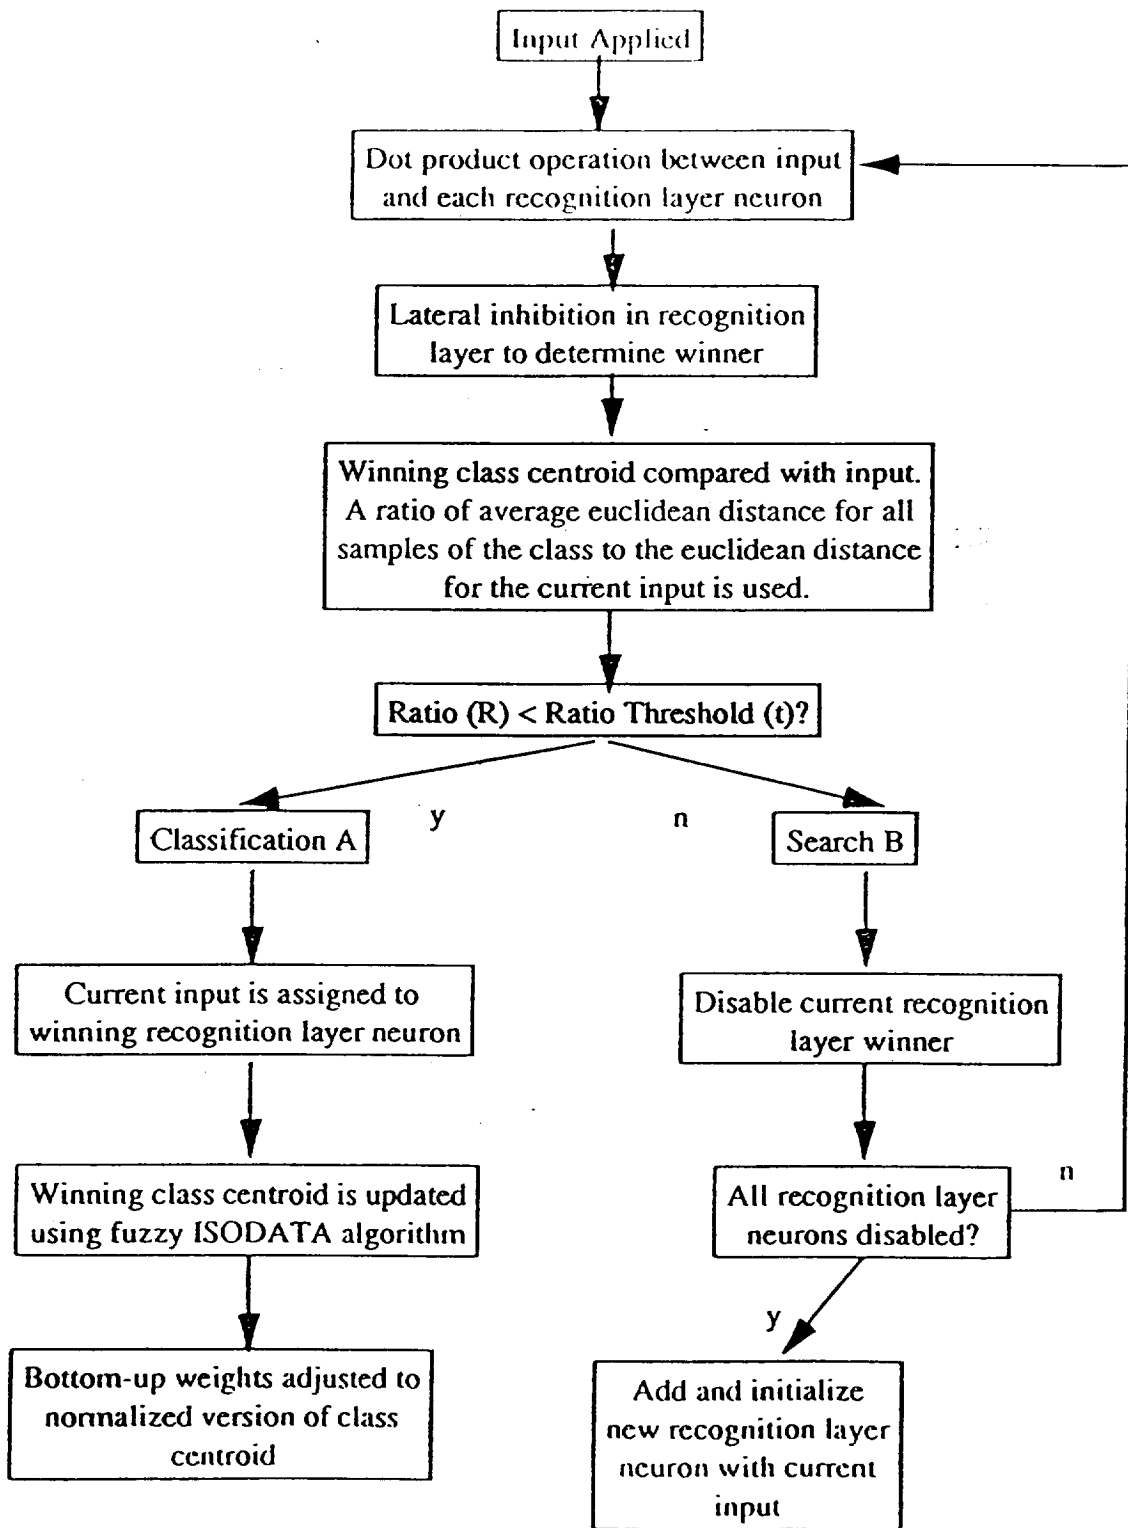 Input Applied
Dot product operation between input
and each recognition layer neuron
Lateral inhibition in recognition
layer to determine winner
Winning class centroid compared with input.
A ratio of average euclidean distance for all
samples of the class to the euclidean distance
for the current input is used.
Ratio (R) < Ratio Threshold (t)?
y
n
Classification A
Search B
Current input is assigned to
winning recognition layer neuron
Disable current recognition
layer winner
Winning class centroid is updated
using fuzzy ISODATA algorithm
All recognition layer
neurons disabled?
n
y
Bottom-up weights adjusted to
normalized version of class
centroid
Add and initialize
new recognition layer
neuron with current
input